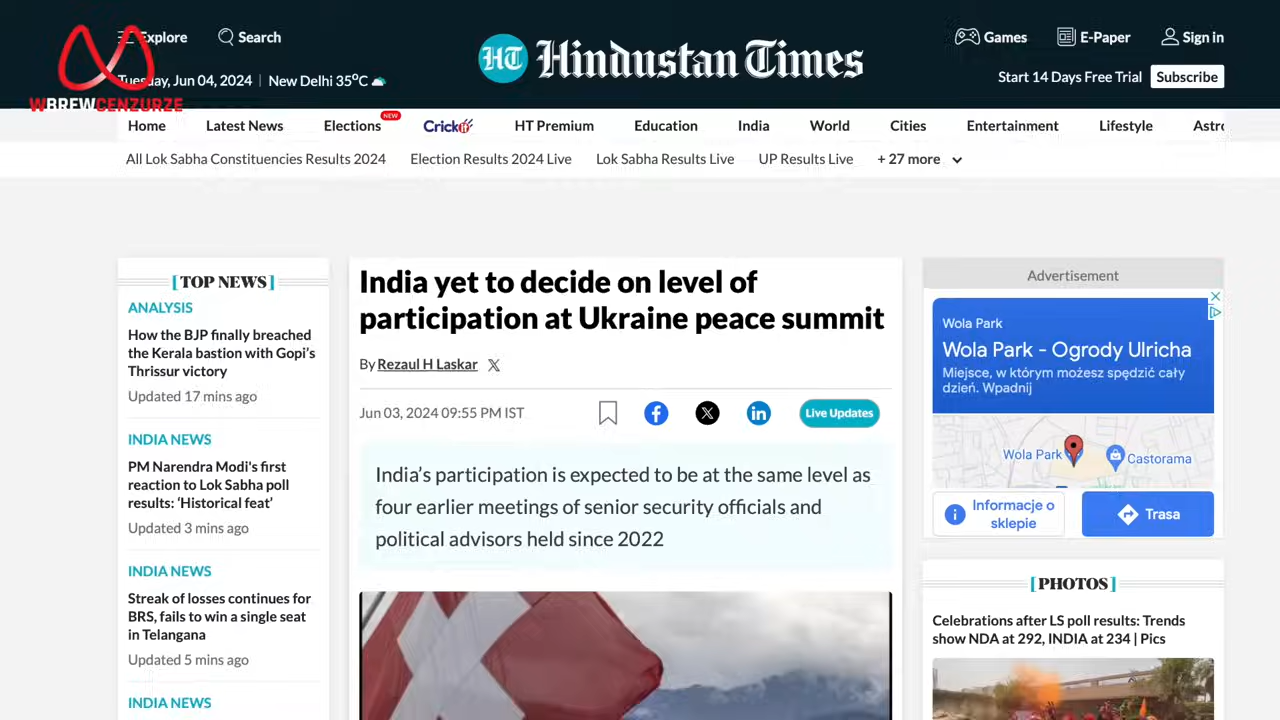 Explore
Search
HT Hindustan Times
Games
E-Paper
Sign in
Tuesday, Jun 04, 2024 | New Delhi 35°C
Start 14 Days Free Trial
Subscribe
WBREWCENZURZE
Home
Latest News
Elections
NEW
Crickit
HT Premium
Education
India
World
Cities
Entertainment
Lifestyle
Astro
All Lok Sabha Constituencies Results 2024
Election Results 2024 Live
Lok Sabha Results Live
UP Results Live
+ 27 more
[TOP NEWS]
ANALYSIS
How the BJP finally breached
the Kerala bastion with Gopi's
Thrissur victory
Updated 17 mins ago
INDIA NEWS
PM Narendra Modi's first
reaction to Lok Sabha poll
results: 'Historical feat'
Updated 3 mins ago
INDIA NEWS
Streak of losses continues for
BRS, fails to win a single seat
in Telangana
Updated 5 mins ago
INDIA NEWS
India yet to decide on level of
participation at Ukraine peace summit
By Rezaul H Laskar
Jun 03, 2024 09:55 PM IST
Live Updates
India's participation is expected to be at the same level as
four earlier meetings of senior security officials and
political advisors held since 2022
Advertisement
Wola Park
Wola Park - Ogrody Ulricha
Miejsce, w którym możesz spędzić cały
dzień. Wpadnij
Wola Park
Castorama
Informacje o
sklepie
Trasa
[PHOTOS]
Celebrations after LS poll results: Trends
show NDA at 292, INDIA at 234 | Pics